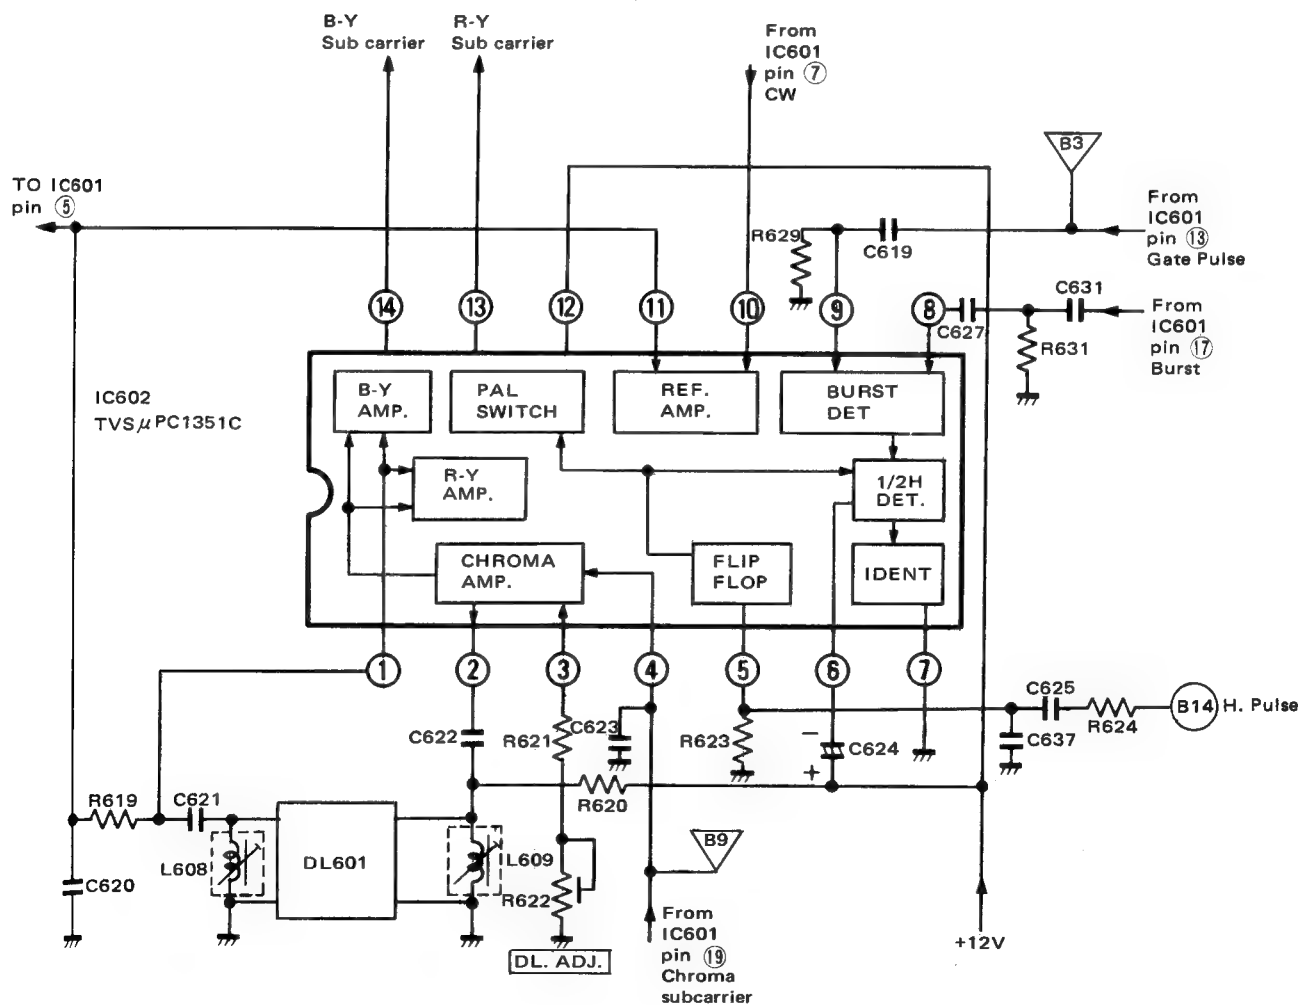 B-Y
Sub carrier
R-Y
Sub carrier
From
IC601
pin ⑦
CW
B3
TO IC601
pin ⑤
From
IC601
pin ⑬
Gate Pulse
R629
C619
14
13
12
11
10
9
8
C627
C631
R631
From
IC601
pin ⑰
Burst
IC602
TVSμPC1351C
B-Y
AMP.
PAL
SWITCH
REF.
AMP.
BURST
DET
R-Y
AMP.
1/2H
DET.
CHROMA
AMP.
FLIP
FLOP
IDENT
1
2
3
4
5
6
7
C622
R621
C623
R623
−
C624
+
C625
R624
B14
H. Pulse
C637
R620
R619
C621
L608
DL601
L609
R622
C620
B9
DL. ADJ.
From
IC601
pin ⑲
Chroma
subcarrier
+12V